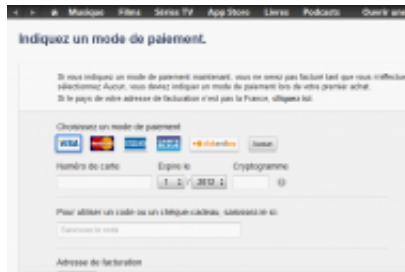 Musique Films Séries TV App Store Livres Podcasts Ouvrir une
Indiquez un mode de paiement.
Si vous indiquez un mode de paiement maintenant, vous ne serez pas facturé tant que vous n'effectue
sélectionnez Aucun, vous devrez indiquer un mode de paiement lors de votre premier achat.
Si le pays de votre adresse de facturation n'est pas la France, cliquez ici.
Choisissez un mode de paiement
VISA Aucun
Numéro de carte Expire le Cryptogramme
1 / 2012
Pour utiliser un code ou un chèque-cadeau, saisissez-le ici.
Saisissez le code
Adresse de facturation